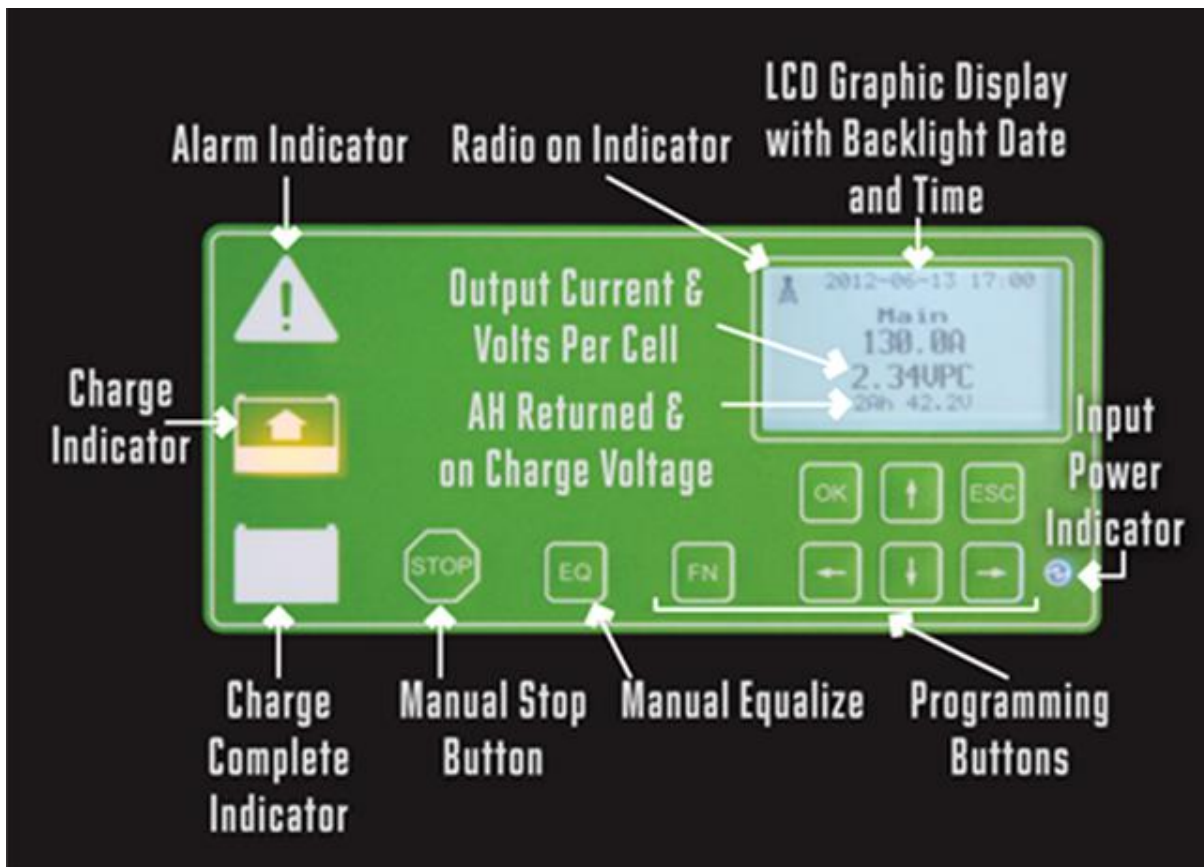 LCD Graphic Display
with Backlight Date
and Time
Alarm Indicator
Radio on Indicator
2012-06-13 17:00
Main
130.0A
2.34VPC
2Ah 42.2V
Output Current &
Volts Per Cell
AH Returned &
on Charge Voltage
Charge
Indicator
Input
Power
Indicator
OK
ESC
STOP
EQ
FN
Charge
Complete
Indicator
Manual Stop
Button
Manual Equalize
Programming
Buttons